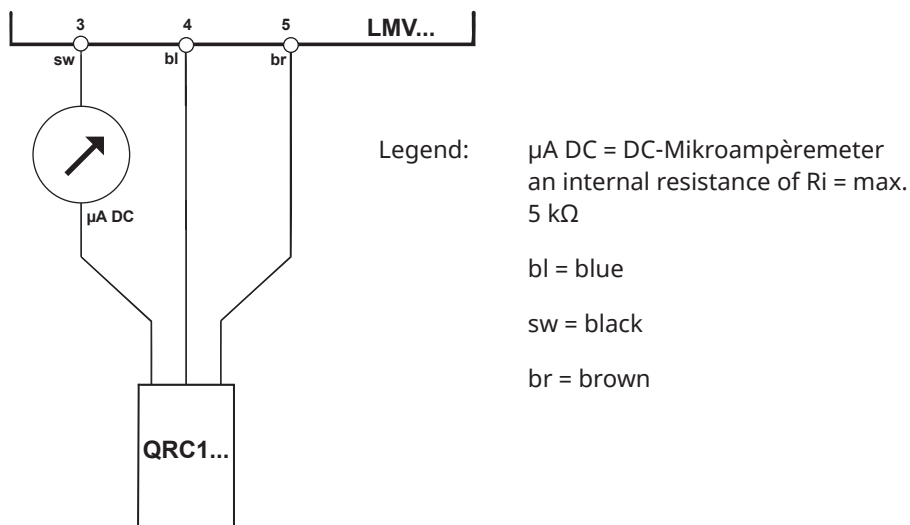 3 4 5 LMV...
sw bl br
Legend: µA DC = DC-Mikroampèremeter
an internal resistance of Ri = max.
5 kΩ
µA DC
bl = blue
sw = black
br = brown
QRC1...